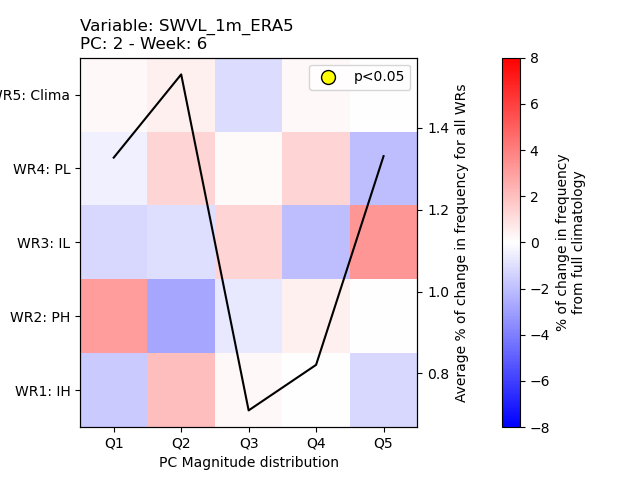 Variable: SWVL_1m_ERA5
PC: 2 - Week: 6
p<0.05
WR5: Clima
WR4: PL
WR3: IL
WR2: PH
WR1: IH
Q1 Q2 Q3 Q4 Q5
PC Magnitude distribution
1.4
1.2
1.0
0.8
Average % of change in frequency for all WRs
8
6
4
2
0
−2
−4
−6
−8
% of change in frequency
from full climatology